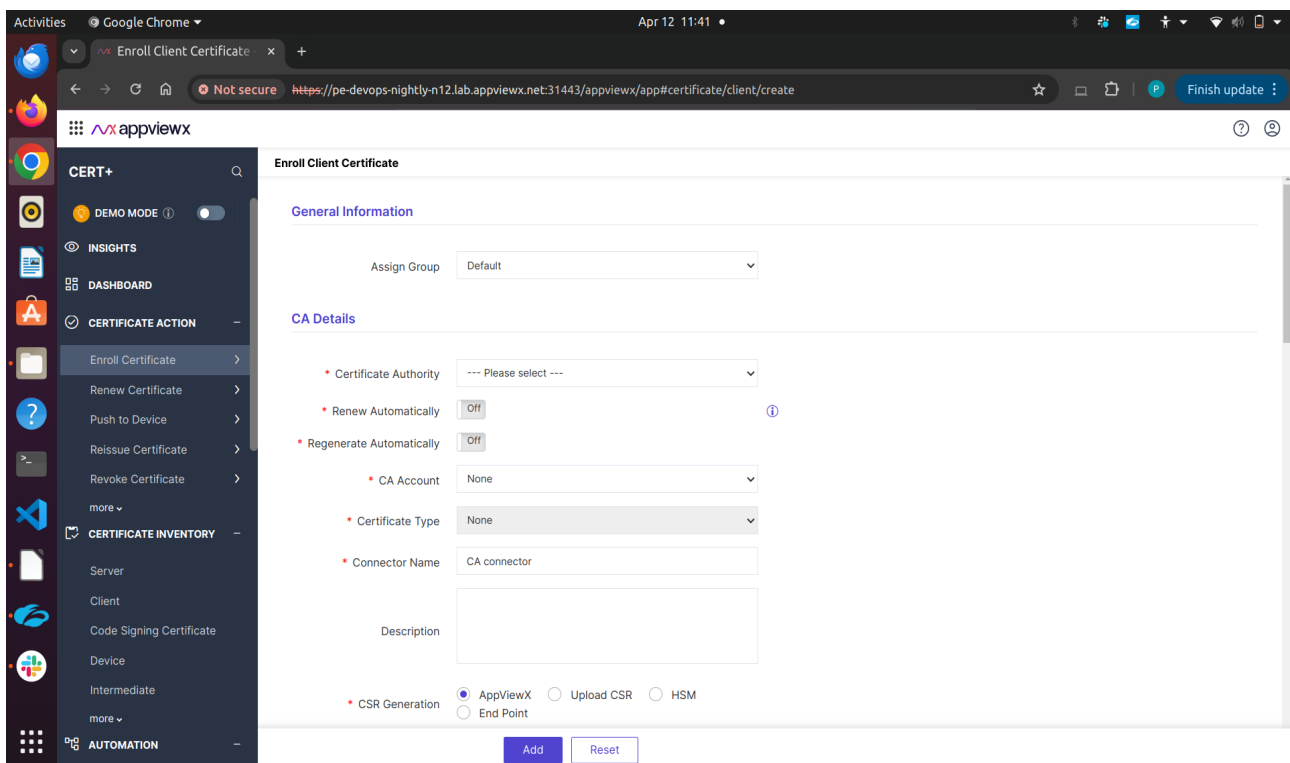 Activities
Google Chrome
Apr 12 11:41
Enroll Client Certificate
Not secure
https://pe-devops-nightly-n12.lab.appviewx.net:31443/appviewx/app#certificate/client/create
P
Finish update
appviewx
CERT+
Enroll Client Certificate
DEMO MODE
INSIGHTS
DASHBOARD
CERTIFICATE ACTION
Enroll Certificate
Renew Certificate
Push to Device
Reissue Certificate
Revoke Certificate
more
CERTIFICATE INVENTORY
Server
Client
Code Signing Certificate
Device
Intermediate
more
AUTOMATION
General Information
Assign Group
Default
CA Details
* Certificate Authority
--- Please select ---
* Renew Automatically
Off
* Regenerate Automatically
Off
* CA Account
None
* Certificate Type
None
* Connector Name
CA connector
Description
* CSR Generation
AppViewX Upload CSR HSM
End Point
Add
Reset